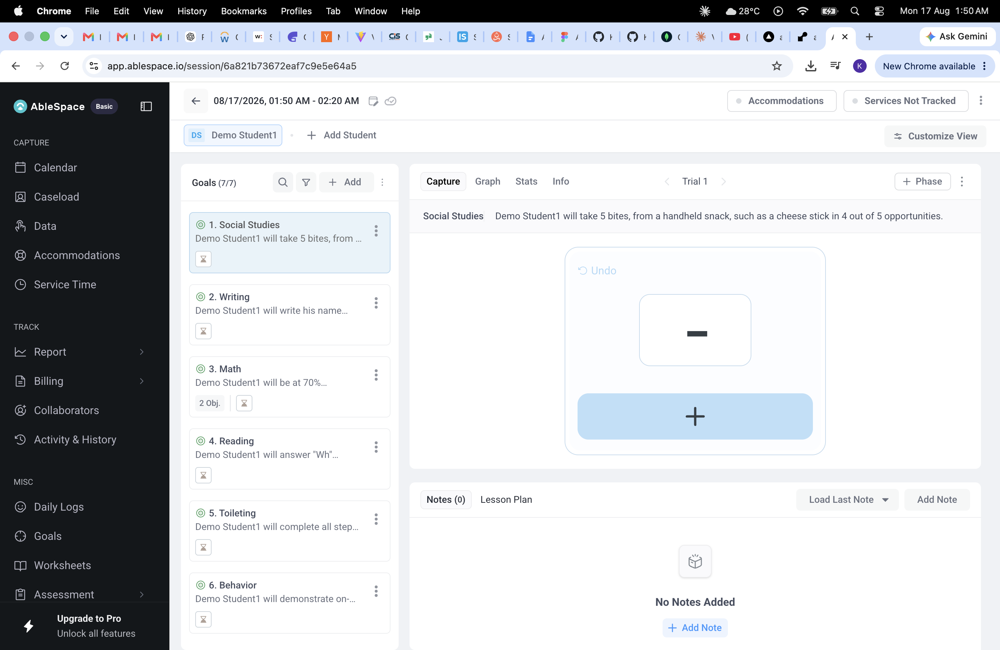 Chrome File Edit View History Bookmarks Profiles Tab Window Help 28°C Mon 17 Aug 1:50 AM
Ask Gemini
app.ablespace.io/session/6a821b73672eaf7c9e5e64a5 K New Chrome available
AbleSpace Basic
CAPTURE
Calendar
Caseload
Data
Accommodations
Service Time
TRACK
Report
Billing
Collaborators
Activity & History
MISC
Daily Logs
Goals
Worksheets
Assessment
Upgrade to Pro
Unlock all features
08/17/2026, 01:50 AM - 02:20 AM Accommodations Services Not Tracked
DS Demo Student1 + Add Student Customize View
Goals (7/7) + Add
1. Social Studies
Demo Student1 will take 5 bites, from ...
2. Writing
Demo Student1 will write his name...
3. Math
Demo Student1 will be at 70%...
2 Obj.
4. Reading
Demo Student1 will answer "Wh"...
5. Toileting
Demo Student1 will complete all step...
6. Behavior
Demo Student1 will demonstrate on-...
Capture Graph Stats Info Trial 1 + Phase
Social Studies Demo Student1 will take 5 bites, from a handheld snack, such as a cheese stick in 4 out of 5 opportunities.
Undo
Notes (0) Lesson Plan Load Last Note Add Note
No Notes Added
+ Add Note